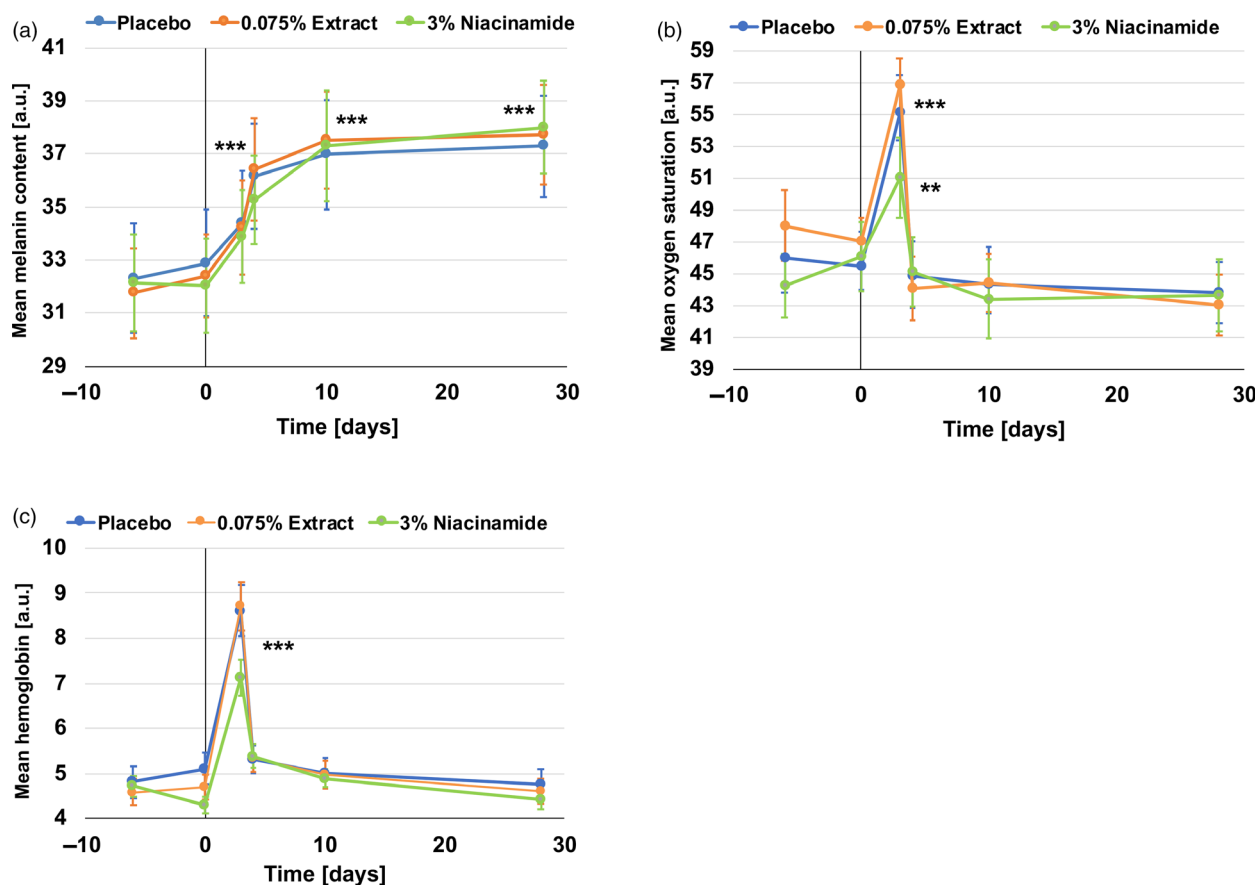 (a)
Placebo 0.075% Extract 3% Niacinamide
Mean melanin content [a.u.]
41
39
37
35
33
31
29
*** *** ***
–10 0 10 20 30
Time [days]
(b)
Placebo 0.075% Extract 3% Niacinamide
Mean oxygen saturation [a.u.]
59
57
55
53
51
49
47
45
43
41
39
***
**
–10 0 10 20 30
Time [days]
(c)
Placebo 0.075% Extract 3% Niacinamide
Mean hemoglobin [a.u.]
10
9
8
7
6
5
4
***
–10 0 10 20 30
Time [days]